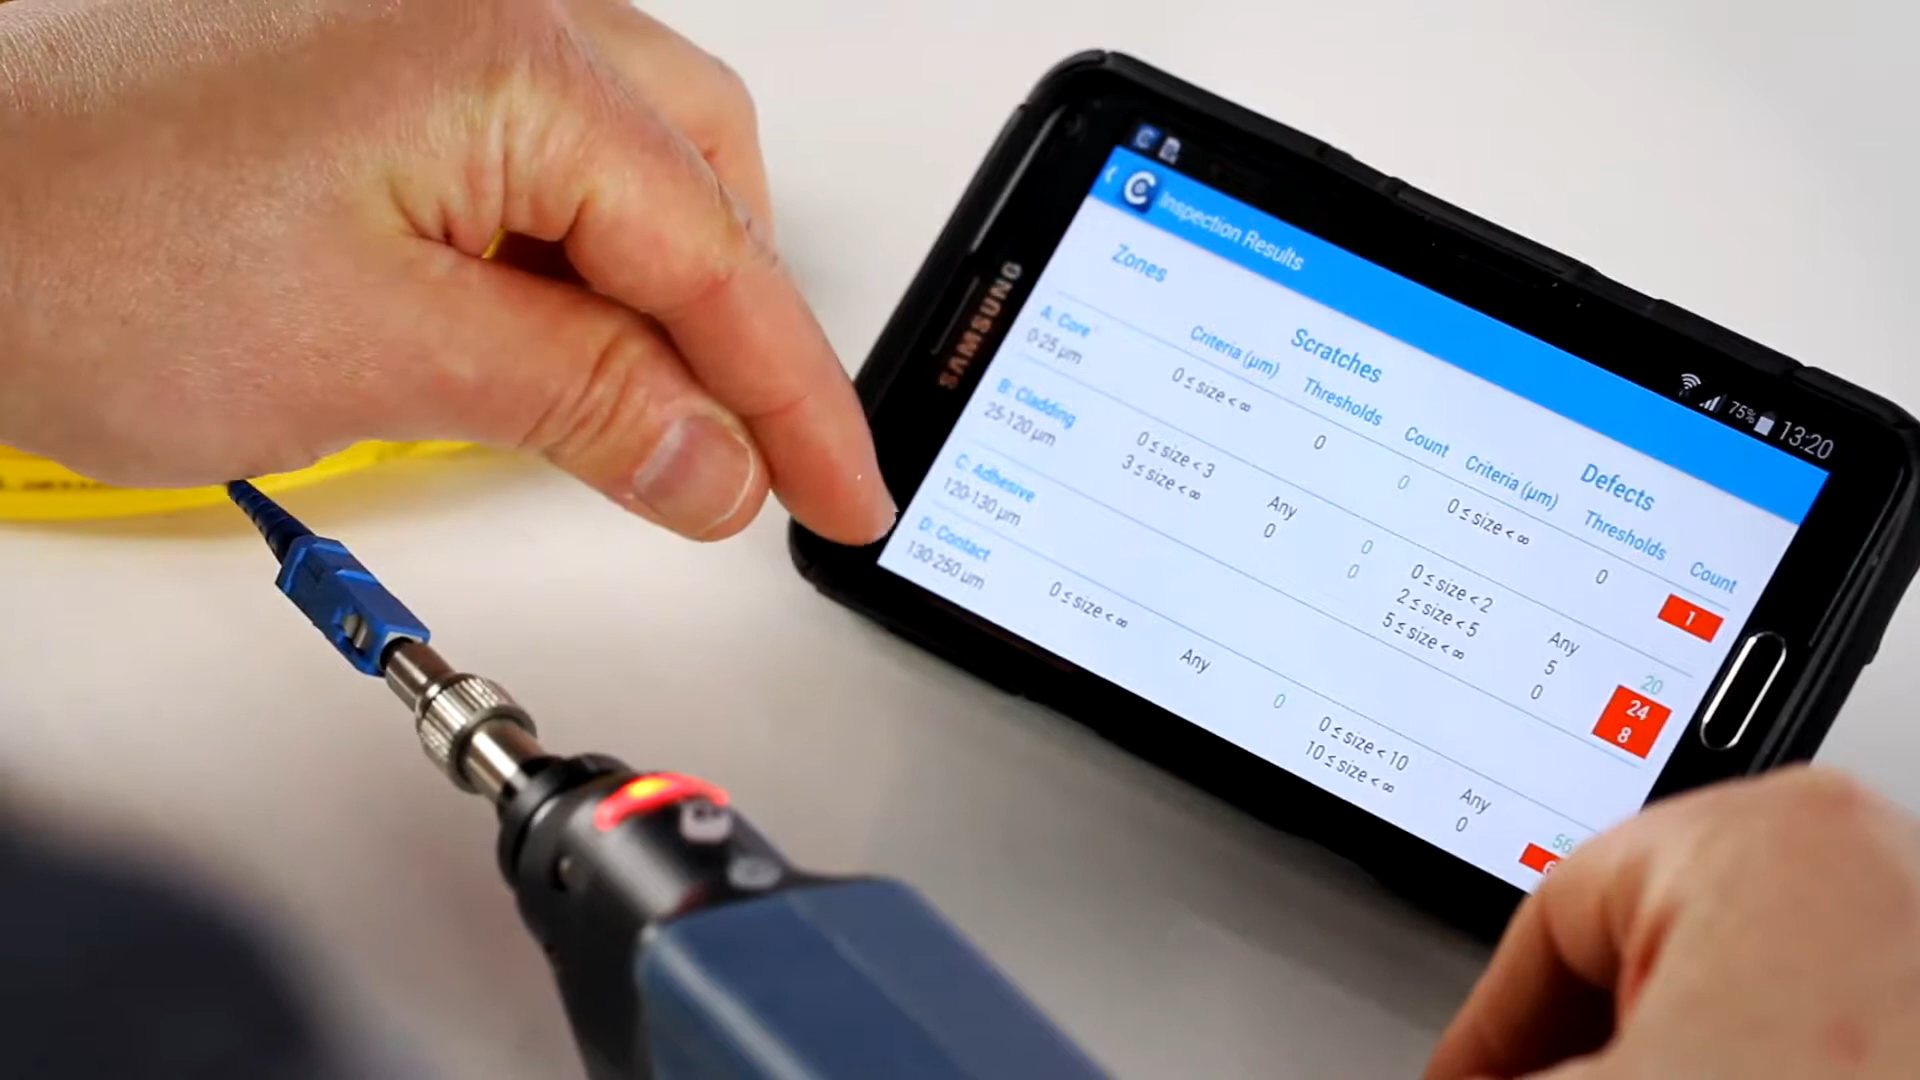 SAMSUNG
75% 13:20
Inspection Results
Zones Scratches Defects
Criteria (µm) Thresholds Count Criteria (µm) Thresholds Count
A: Core
0-25 µm 0 ≤ size < ∞ 0 0 0 ≤ size < ∞ 0 1
B: Cladding
25-120 µm 0 ≤ size < 3 Any 0 0 ≤ size < 2 Any 20
3 ≤ size < ∞ 0 0 2 ≤ size < 5 5 24
5 ≤ size < ∞ 0 8
C: Adhesive
120-130 µm
D: Contact
130-250 µm 0 ≤ size < ∞ Any 0 0 ≤ size < 10 Any 56
10 ≤ size < ∞ 0